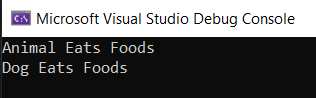 Microsoft Visual Studio Debug Console
Animal Eats Foods
Dog Eats Foods